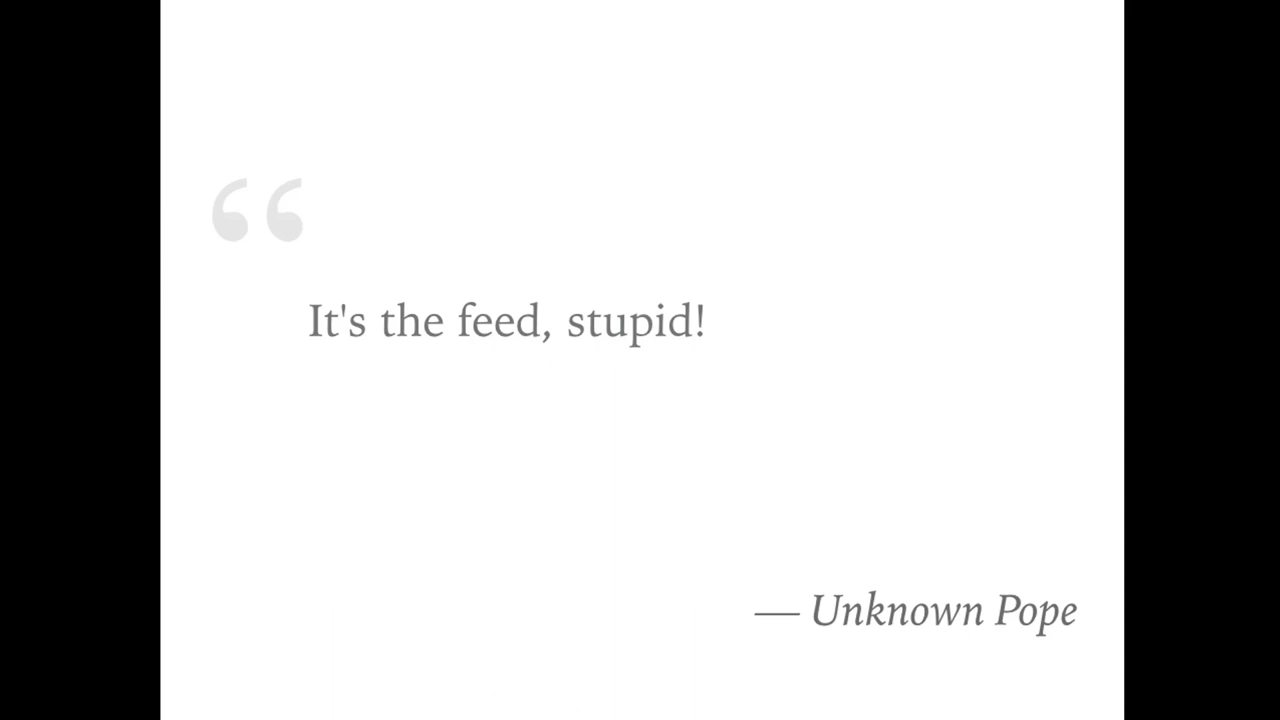 “
It's the feed, stupid!
— Unknown Pope